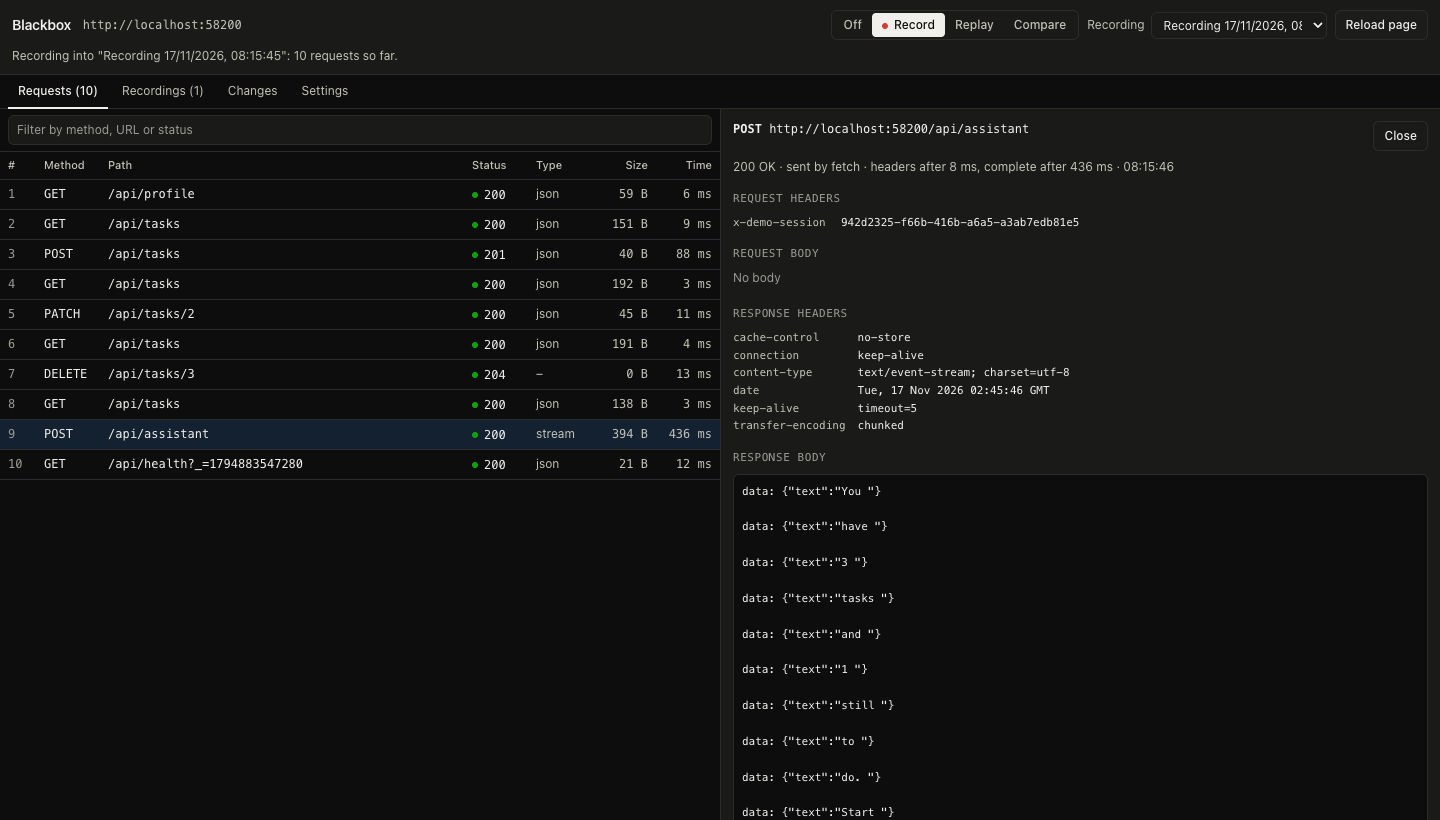 Blackbox http://localhost:58200 Off Record Replay Compare Recording Recording 17/11/2026, 08 Reload page
Recording into "Recording 17/11/2026, 08:15:45": 10 requests so far.
Requests (10) Recordings (1) Changes Settings
Filter by method, URL or status
# Method Path Status Type Size Time
1 GET /api/profile 200 json 59 B 6 ms
2 GET /api/tasks 200 json 151 B 9 ms
3 POST /api/tasks 201 json 40 B 88 ms
4 GET /api/tasks 200 json 192 B 3 ms
5 PATCH /api/tasks/2 200 json 45 B 11 ms
6 GET /api/tasks 200 json 191 B 4 ms
7 DELETE /api/tasks/3 204 – 0 B 13 ms
8 GET /api/tasks 200 json 138 B 3 ms
9 POST /api/assistant 200 stream 394 B 436 ms
10 GET /api/health?_=1794883547280 200 json 21 B 12 ms
POST http://localhost:58200/api/assistant Close
200 OK · sent by fetch · headers after 8 ms, complete after 436 ms · 08:15:46
REQUEST HEADERS
x-demo-session 942d2325-f66b-416b-a6a5-a3ab7edb81e5
REQUEST BODY
No body
RESPONSE HEADERS
cache-control no-store
connection keep-alive
content-type text/event-stream; charset=utf-8
date Tue, 17 Nov 2026 02:45:46 GMT
keep-alive timeout=5
transfer-encoding chunked
RESPONSE BODY
data: {"text":"You "}
data: {"text":"have "}
data: {"text":"3 "}
data: {"text":"tasks "}
data: {"text":"and "}
data: {"text":"1 "}
data: {"text":"still "}
data: {"text":"to "}
data: {"text":"do. "}
data: {"text":"Start "}